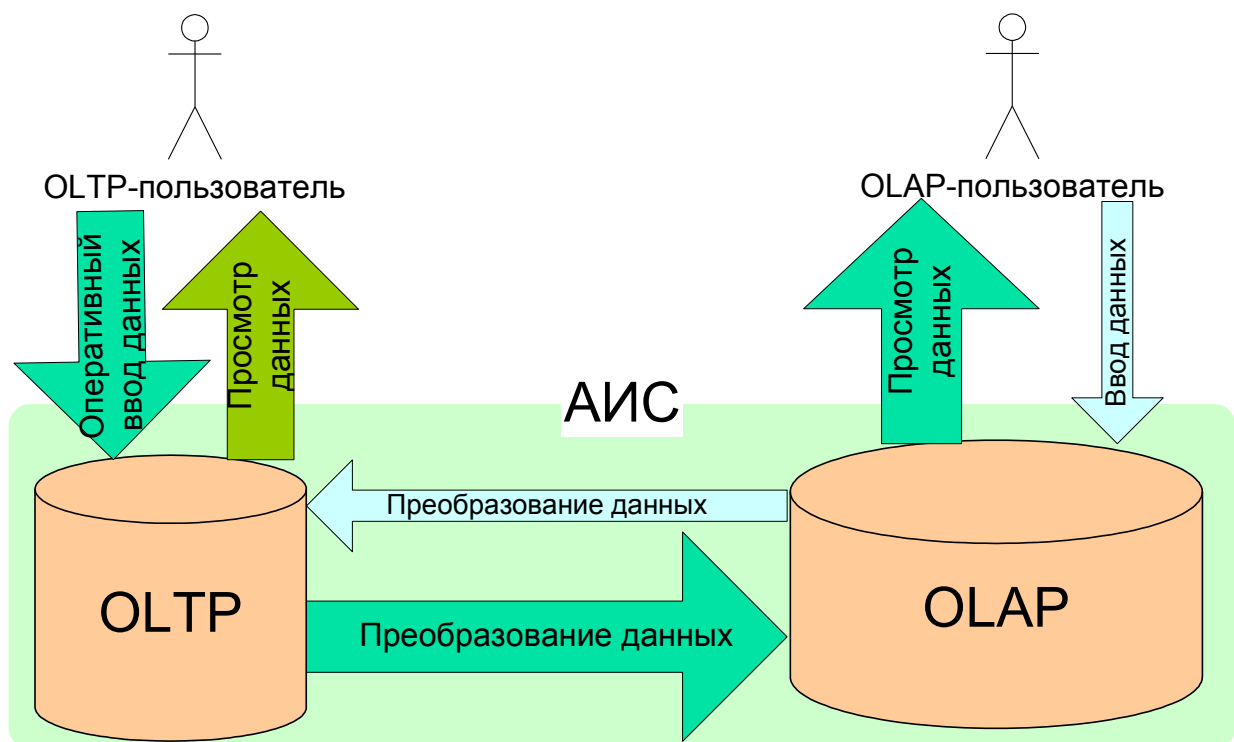 OLTP-пользователь
OLAP-пользователь
Оперативный
ввод данных
Просмотр
данных
Просмотр
данных
Ввод данных
АИС
Преобразование данных
OLTP
Преобразование данных
OLAP